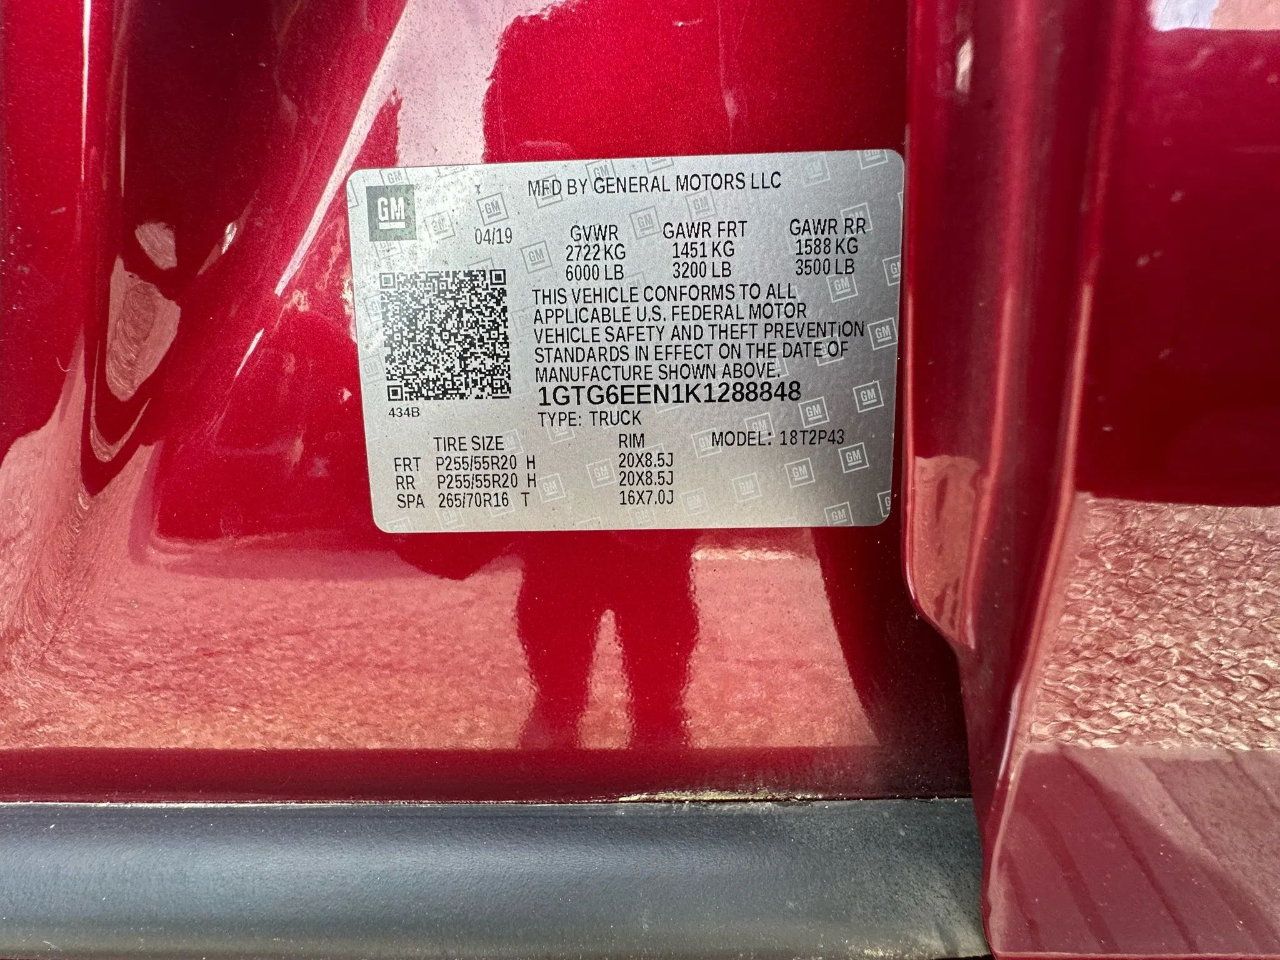 GM
MFD BY GENERAL MOTORS LLC
04/19
GVWR GAWR FRT GAWR RR
2722 KG 1451 KG 1588 KG
6000 LB 3200 LB 3500 LB
THIS VEHICLE CONFORMS TO ALL
APPLICABLE U.S. FEDERAL MOTOR
VEHICLE SAFETY AND THEFT PREVENTION
STANDARDS IN EFFECT ON THE DATE OF
MANUFACTURE SHOWN ABOVE.
1GTG6EEN1K1288848
434B
TYPE: TRUCK
TIRE SIZE RIM MODEL: 18T2P43
FRT P255/55R20 H 20X8.5J
RR P255/55R20 H 20X8.5J
SPA 265/70R16 T 16X7.0J